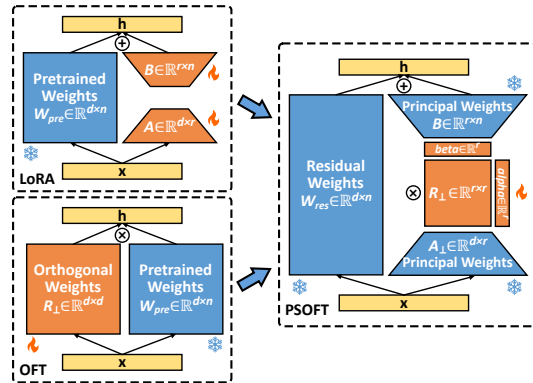 h
+
Pretrained
Weights
W_pre∈ℝ^{d×n}
B∈ℝ^{r×n}
A∈ℝ^{d×r}
x
LoRA
h
×
Orthogonal
Weights
R_⊥∈ℝ^{d×d}
Pretrained
Weights
W_pre∈ℝ^{d×n}
x
OFT
h
+
Residual
Weights
W_res∈ℝ^{d×n}
Principal Weights
B∈ℝ^{r×n}
beta∈ℝ^r
×
R_⊥∈ℝ^{r×r}
alpha∈ℝ^r
A_⊥∈ℝ^{d×r}
Principal Weights
x
PSOFT